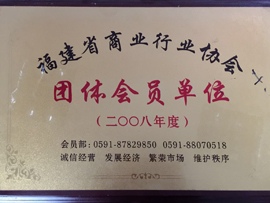 福建省商业行业协会
团体会员单位
（二〇〇八年度）
会员部：0591-87829850 0591-88070518
诚信经营 发展经济 繁荣市场 维护秩序